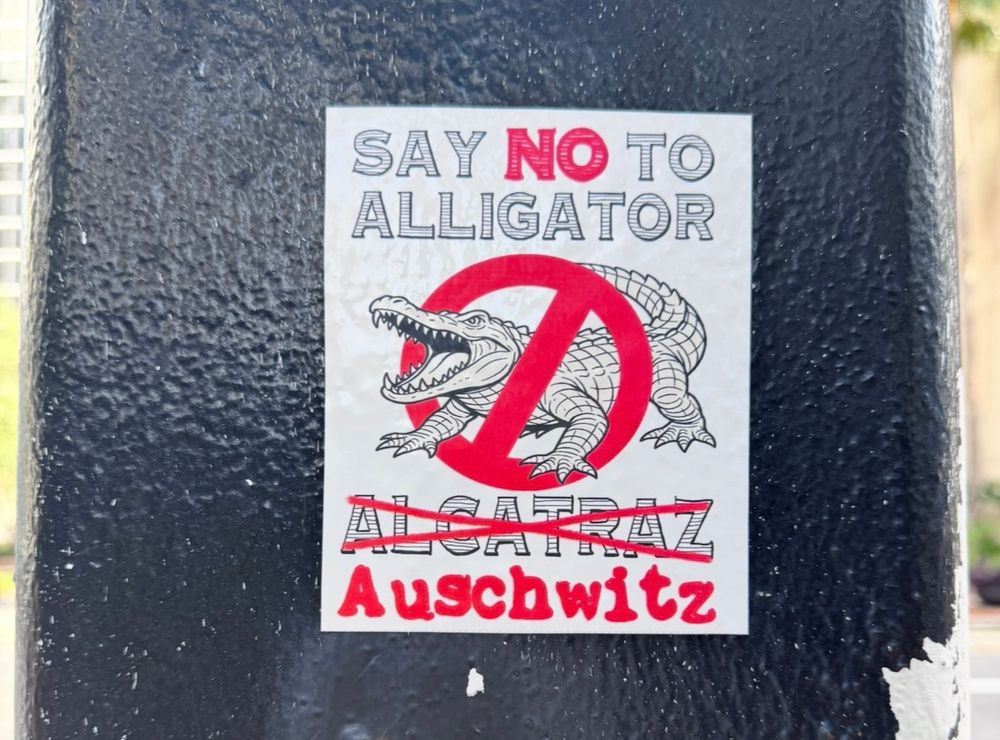 SAY NO TO
ALLIGATOR
ALCATRAZ
Auschwitz